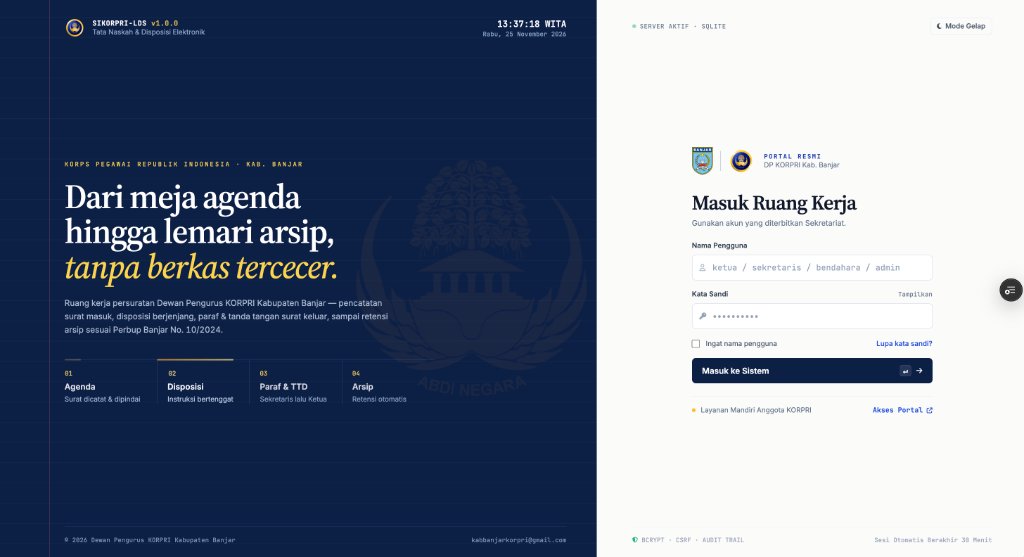 SIKORPRI-LDS v1.0.0
Tata Naskah & Disposisi Elektronik
13:37:18 WITA
Rabu, 25 November 2026
KORPS PEGAWAI REPUBLIK INDONESIA · KAB. BANJAR
Dari meja agenda
hingga lemari arsip,
tanpa berkas tercecer.
Ruang kerja persuratan Dewan Pengurus KORPRI Kabupaten Banjar — pencatatan
surat masuk, disposisi berjenjang, paraf & tanda tangan surat keluar, sampai retensi
arsip sesuai Perbup Banjar No. 10/2024.
01
Agenda
Surat dicatat & dipindai
02
Disposisi
Instruksi bertenggat
03
Paraf & TTD
Sekretaris lalu Ketua
04
Arsip
Retensi otomatis
ABDI NEGARA
© 2026 Dewan Pengurus KORPRI Kabupaten Banjar
kabbanjarkorpri@gmail.com
SERVER AKTIF · SQLITE
Mode Gelap
BANJAR
PORTAL RESMI
DP KORPRI Kab. Banjar
Masuk Ruang Kerja
Gunakan akun yang diterbitkan Sekretariat.
Nama Pengguna
ketua / sekretaris / bendahara / admin
Kata Sandi
Tampilkan
Ingat nama pengguna
Lupa kata sandi?
Masuk ke Sistem
Layanan Mandiri Anggota KORPRI
Akses Portal
BCRYPT · CSRF · AUDIT TRAIL
Sesi Otomatis Berakhir 30 Menit